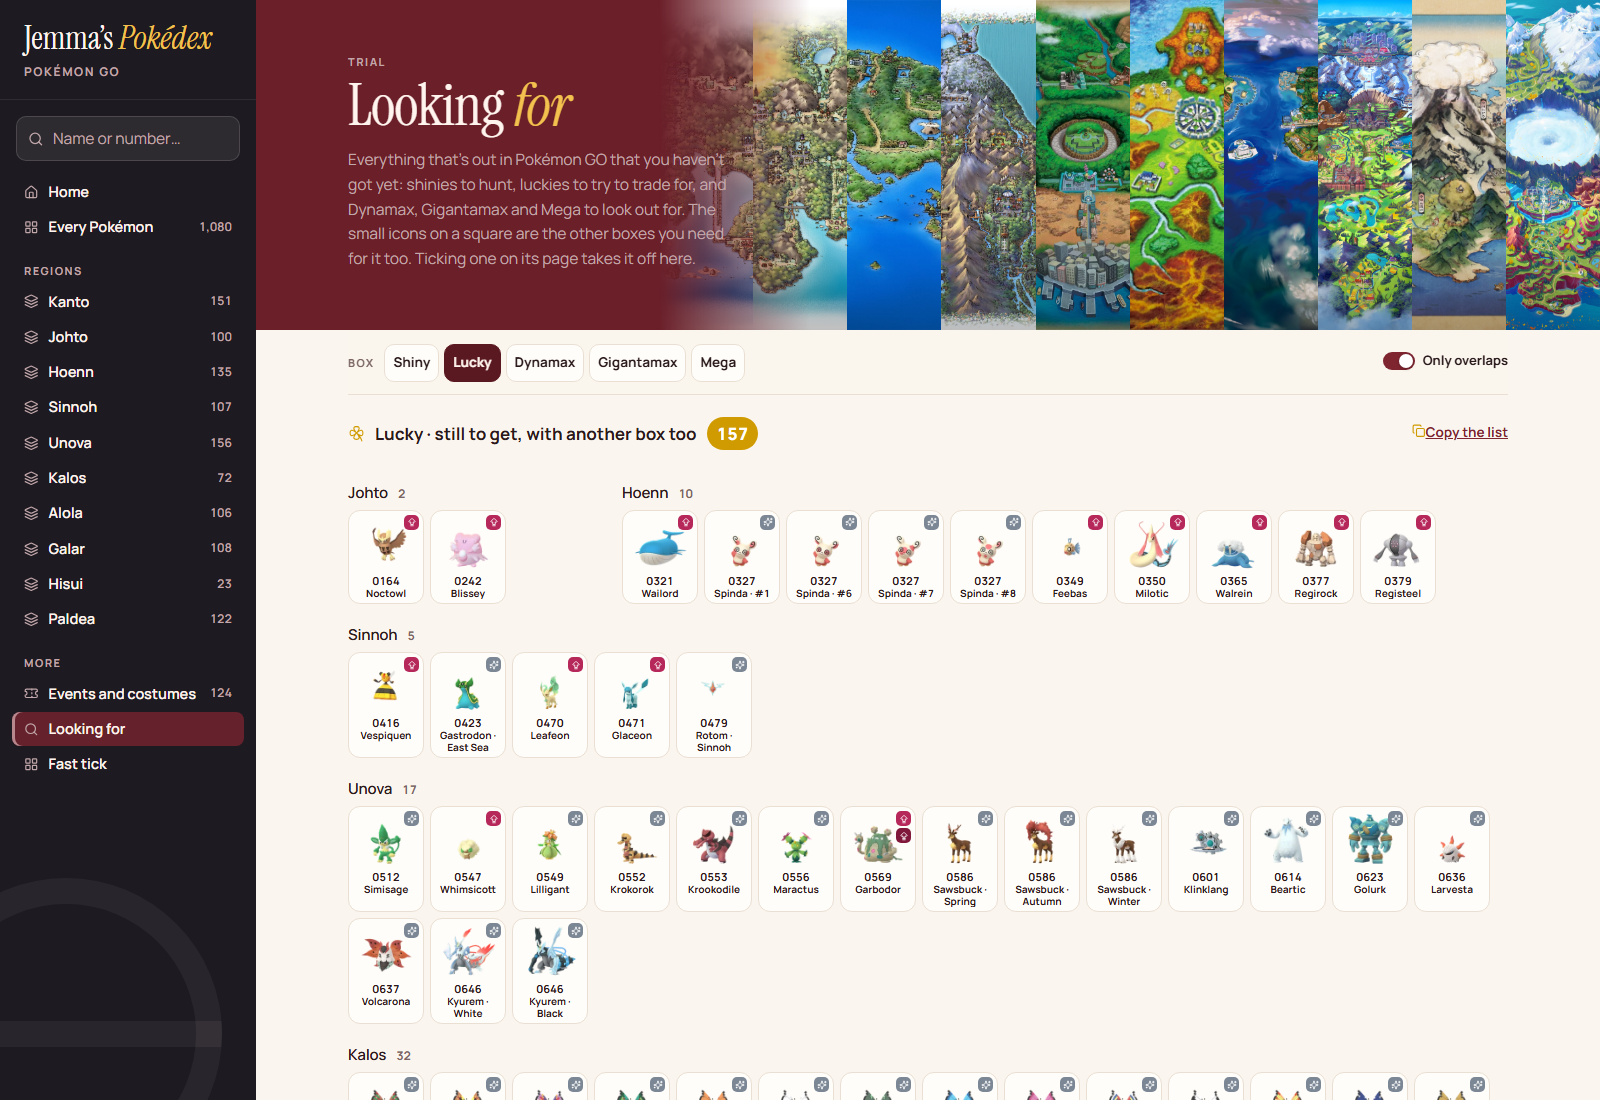 Jemma's Pokédex
POKÉMON GO
Name or number...
Home
Every Pokémon 1,080
REGIONS
Kanto 151
Johto 100
Hoenn 135
Sinnoh 107
Unova 156
Kalos 72
Alola 106
Galar 108
Hisui 23
Paldea 122
MORE
Events and costumes 124
Looking for
Fast tick
TRIAL
Looking for
Everything that's out in Pokémon GO that you haven't
got yet: shinies to hunt, luckies to try to trade for, and
Dynamax, Gigantamax and Mega to look out for. The
small icons on a square are the other boxes you need
for it too. Ticking one on its page takes it off here.
BOX Shiny Lucky Dynamax Gigantamax Mega Only overlaps
Lucky · still to get, with another box too 157 Copy the list
Johto 2
0164
Noctowl
0242
Blissey
Hoenn 10
0321
Wailord
0327
Spinda · #1
0327
Spinda · #6
0327
Spinda · #7
0327
Spinda · #8
0349
Feebas
0350
Milotic
0365
Walrein
0377
Regirock
0379
Registeel
Sinnoh 5
0416
Vespiquen
0423
Gastrodon ·
East Sea
0470
Leafeon
0471
Glaceon
0479
Rotom ·
Sinnoh
Unova 17
0512
Simisage
0547
Whimsicott
0549
Lilligant
0552
Krokorok
0553
Krookodile
0556
Maractus
0569
Garbodor
0586
Sawsbuck ·
Spring
0586
Sawsbuck ·
Autumn
0586
Sawsbuck ·
Winter
0601
Klinklang
0614
Beartic
0623
Golurk
0636
Larvesta
0637
Volcarona
0646
Kyurem ·
White
0646
Kyurem ·
Black
Kalos 32